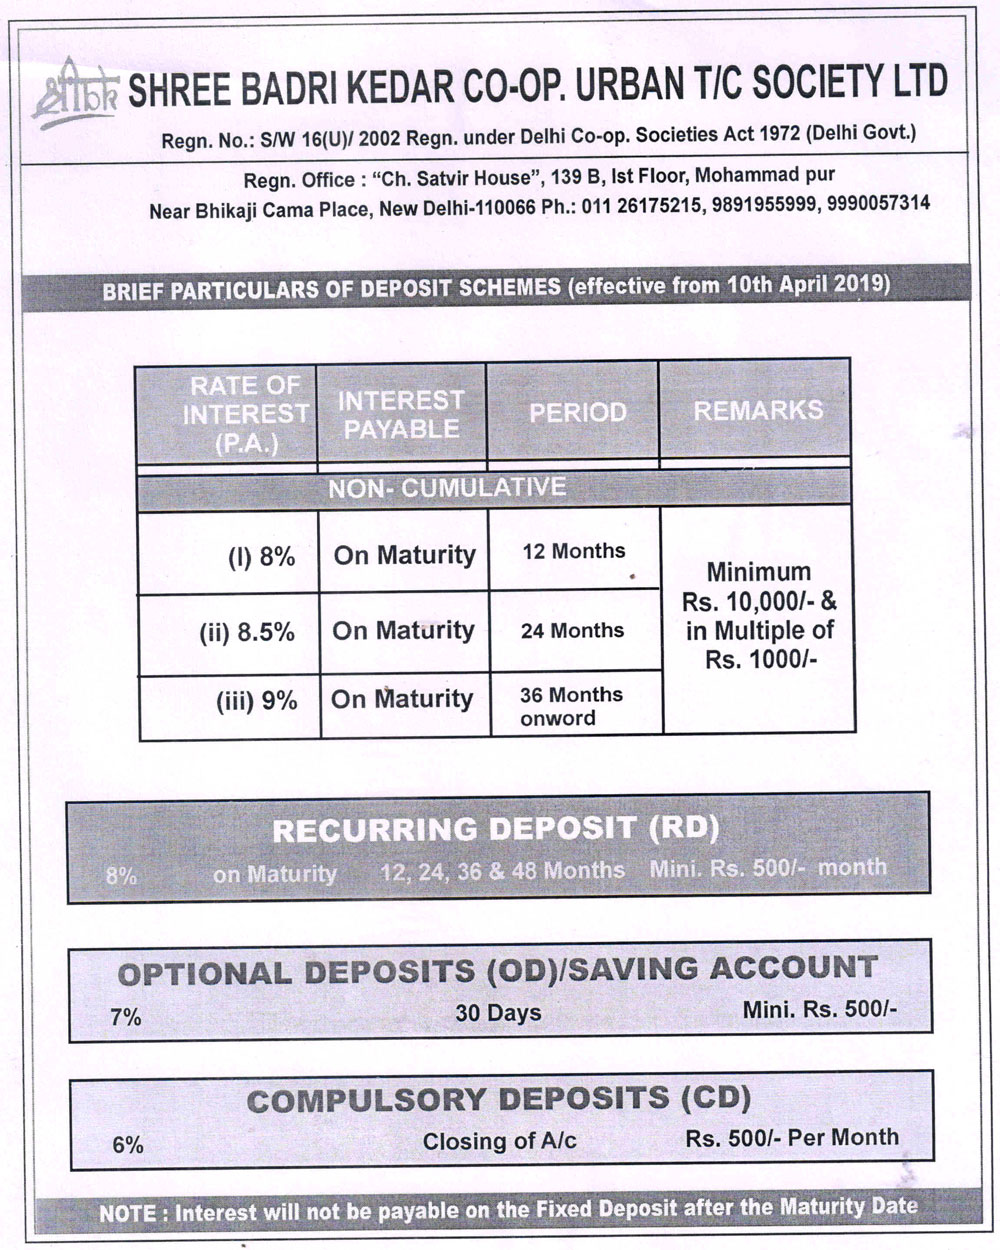 श्रीbk SHREE BADRI KEDAR CO-OP. URBAN T/C SOCIETY LTD
Regn. No.: S/W 16(U)/ 2002 Regn. under Delhi Co-op. Societies Act 1972 (Delhi Govt.)
Regn. Office : “Ch. Satvir House”, 139 B, Ist Floor, Mohammad pur
Near Bhikaji Cama Place, New Delhi-110066 Ph.: 011 26175215, 9891955999, 9990057314
BRIEF PARTICULARS OF DEPOSIT SCHEMES (effective from 10th April 2019)
RATE OF INTEREST (P.A.) INTEREST PAYABLE PERIOD REMARKS
NON- CUMULATIVE
(I) 8% On Maturity 12 Months
(ii) 8.5% On Maturity 24 Months
(iii) 9% On Maturity 36 Months onword
Minimum
Rs. 10,000/- &
in Multiple of
Rs. 1000/-
RECURRING DEPOSIT (RD)
8% on Maturity 12, 24, 36 & 48 Months Mini. Rs. 500/- month
OPTIONAL DEPOSITS (OD)/SAVING ACCOUNT
7% 30 Days Mini. Rs. 500/-
COMPULSORY DEPOSITS (CD)
6% Closing of A/c Rs. 500/- Per Month
NOTE : Interest will not be payable on the Fixed Deposit after the Maturity Date